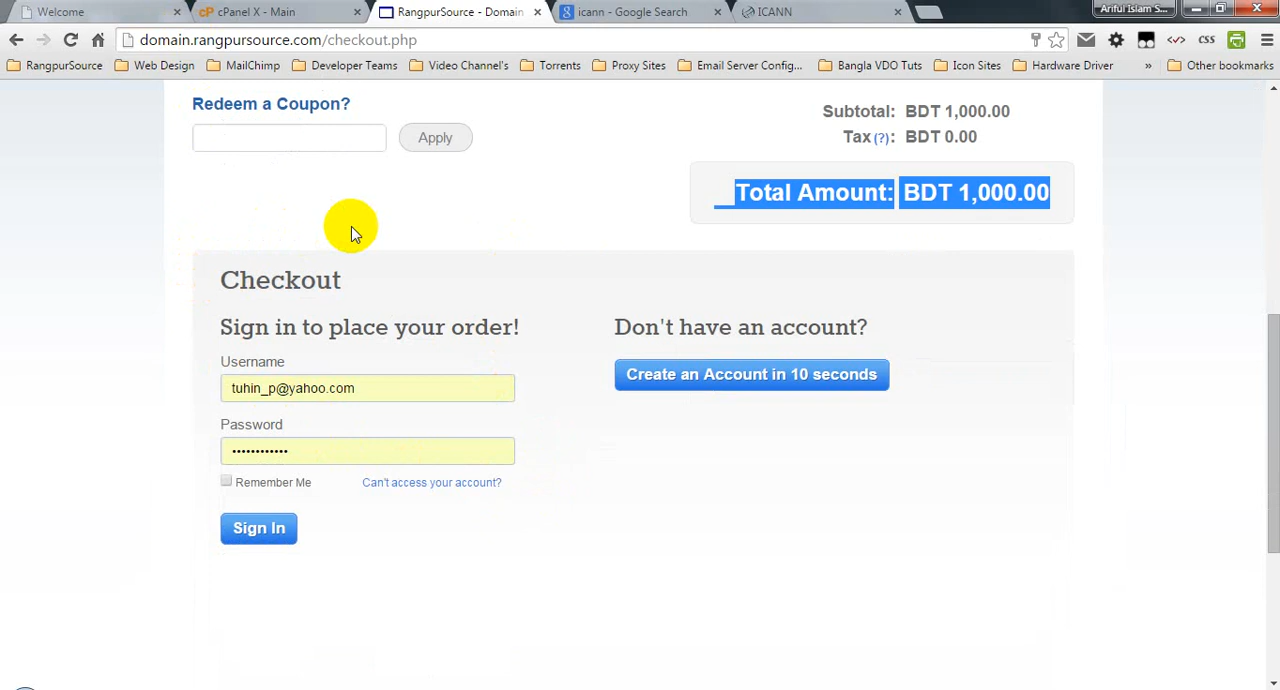 Welcome
cPanel X - Main
RangpurSource - Domain
icann - Google Search
ICANN
Ariful Islam S...
domain.rangpursource.com/checkout.php
CSS
RangpurSource
Web Design
MailChimp
Developer Teams
Video Channel's
Torrents
Proxy Sites
Email Server Config...
Bangla VDO Tuts
Icon Sites
Hardware Driver
»
Other bookmarks
Redeem a Coupon?
Apply
Subtotal: BDT 1,000.00
Tax (?): BDT 0.00
Total Amount: BDT 1,000.00
Checkout
Sign in to place your order!
Username
tuhin_p@yahoo.com
Password
••••••••••••
Remember Me
Can't access your account?
Sign In
Don't have an account?
Create an Account in 10 seconds